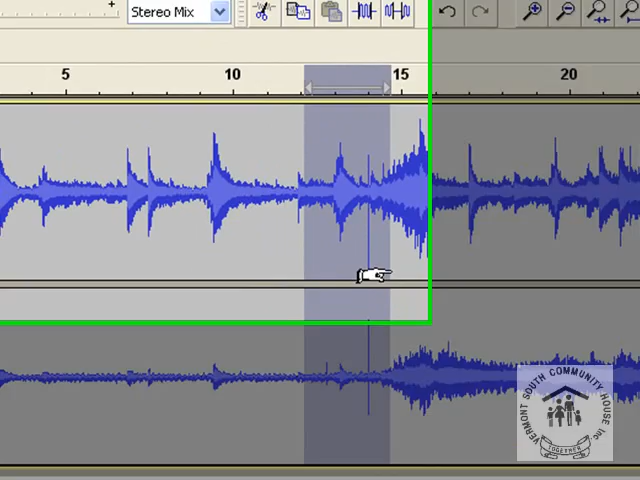 Stereo Mix
5 10 15 20
VERMONT SOUTH COMMUNITY HOUSE Inc
TOGETHER